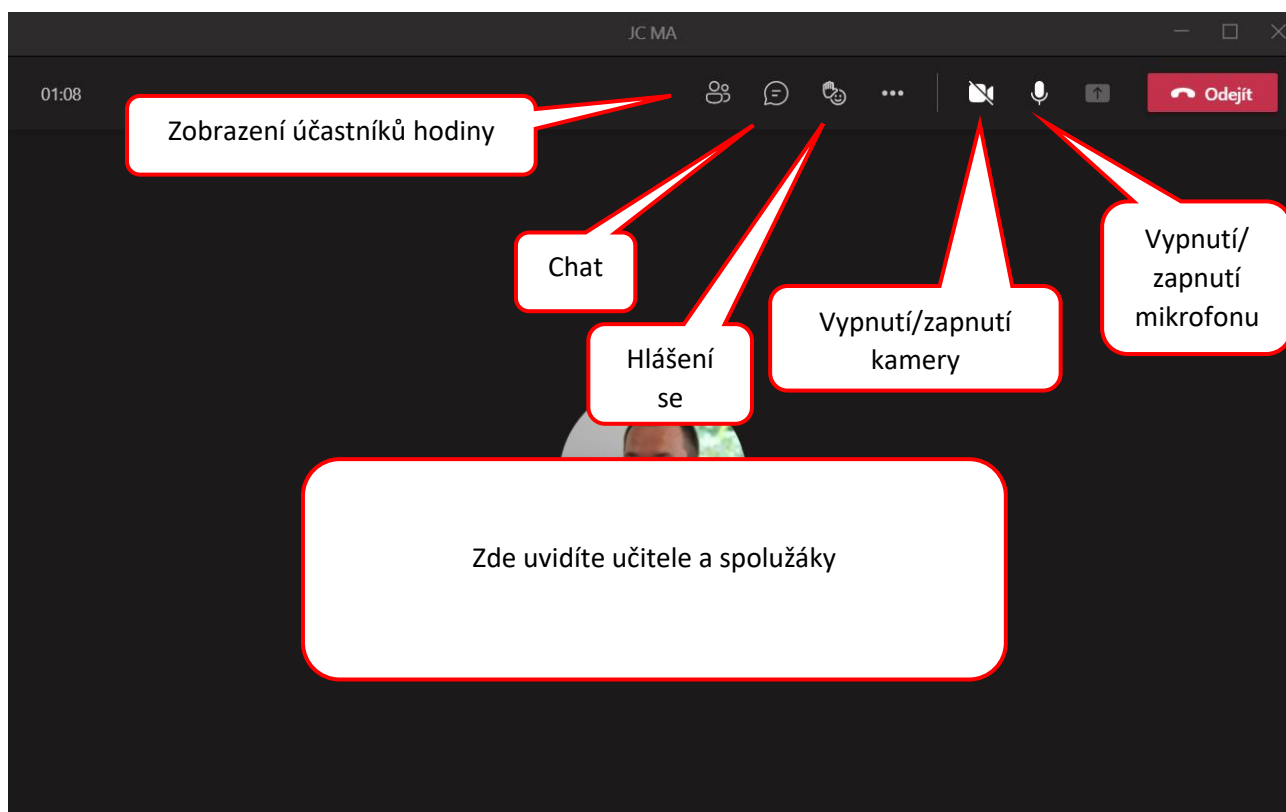 JC MA
01:08
Odejít
Zobrazení účastníků hodiny
Chat
Hlášení
se
Vypnutí/zapnutí
kamery
Vypnutí/
zapnutí
mikrofonu
Zde uvidíte učitele a spolužáky